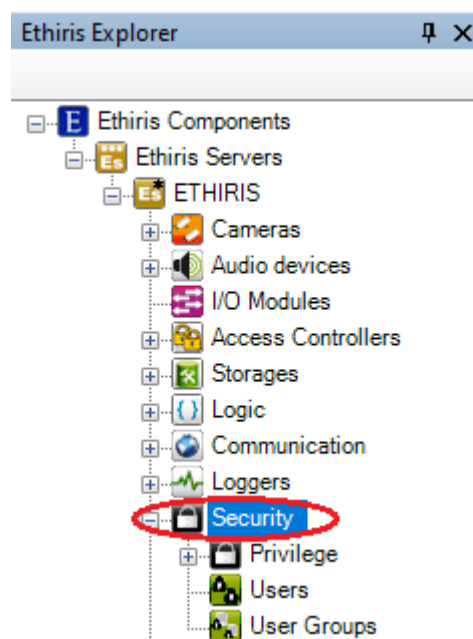 Ethiris Explorer
Ethiris Components
Ethiris Servers
ETHIRIS
Cameras
Audio devices
I/O Modules
Access Controllers
Storages
Logic
Communication
Loggers
Security
Privilege
Users
User Groups